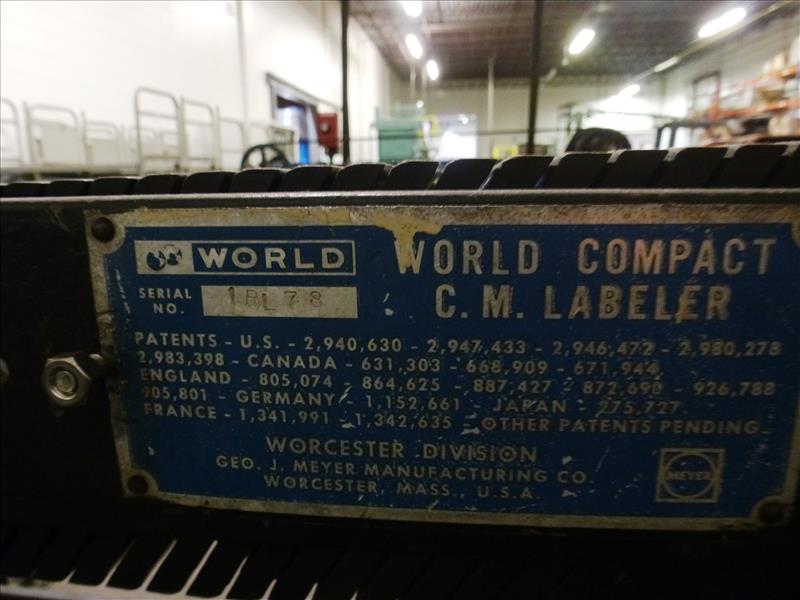 WORLD
WORLD COMPACT
C. M. LABELER
SERIAL NO. 1RL78
PATENTS - U.S. - 2,940,630 - 2,947,433 - 2,946,472 - 2,980,278
2,983,398 - CANADA - 631,303 - 668,909 - 671,944
ENGLAND - 805,074 - 864,625 - 887,427 - 872,690 - 926,788
905,801 - GERMANY - 1,152,661 - JAPAN - 275,727
FRANCE - 1,341,991 - 1,342,635 - OTHER PATENTS PENDING.
WORCESTER DIVISION
GEO. J. MEYER MANUFACTURING CO.
WORCESTER, MASS., U.S.A.
MEYER